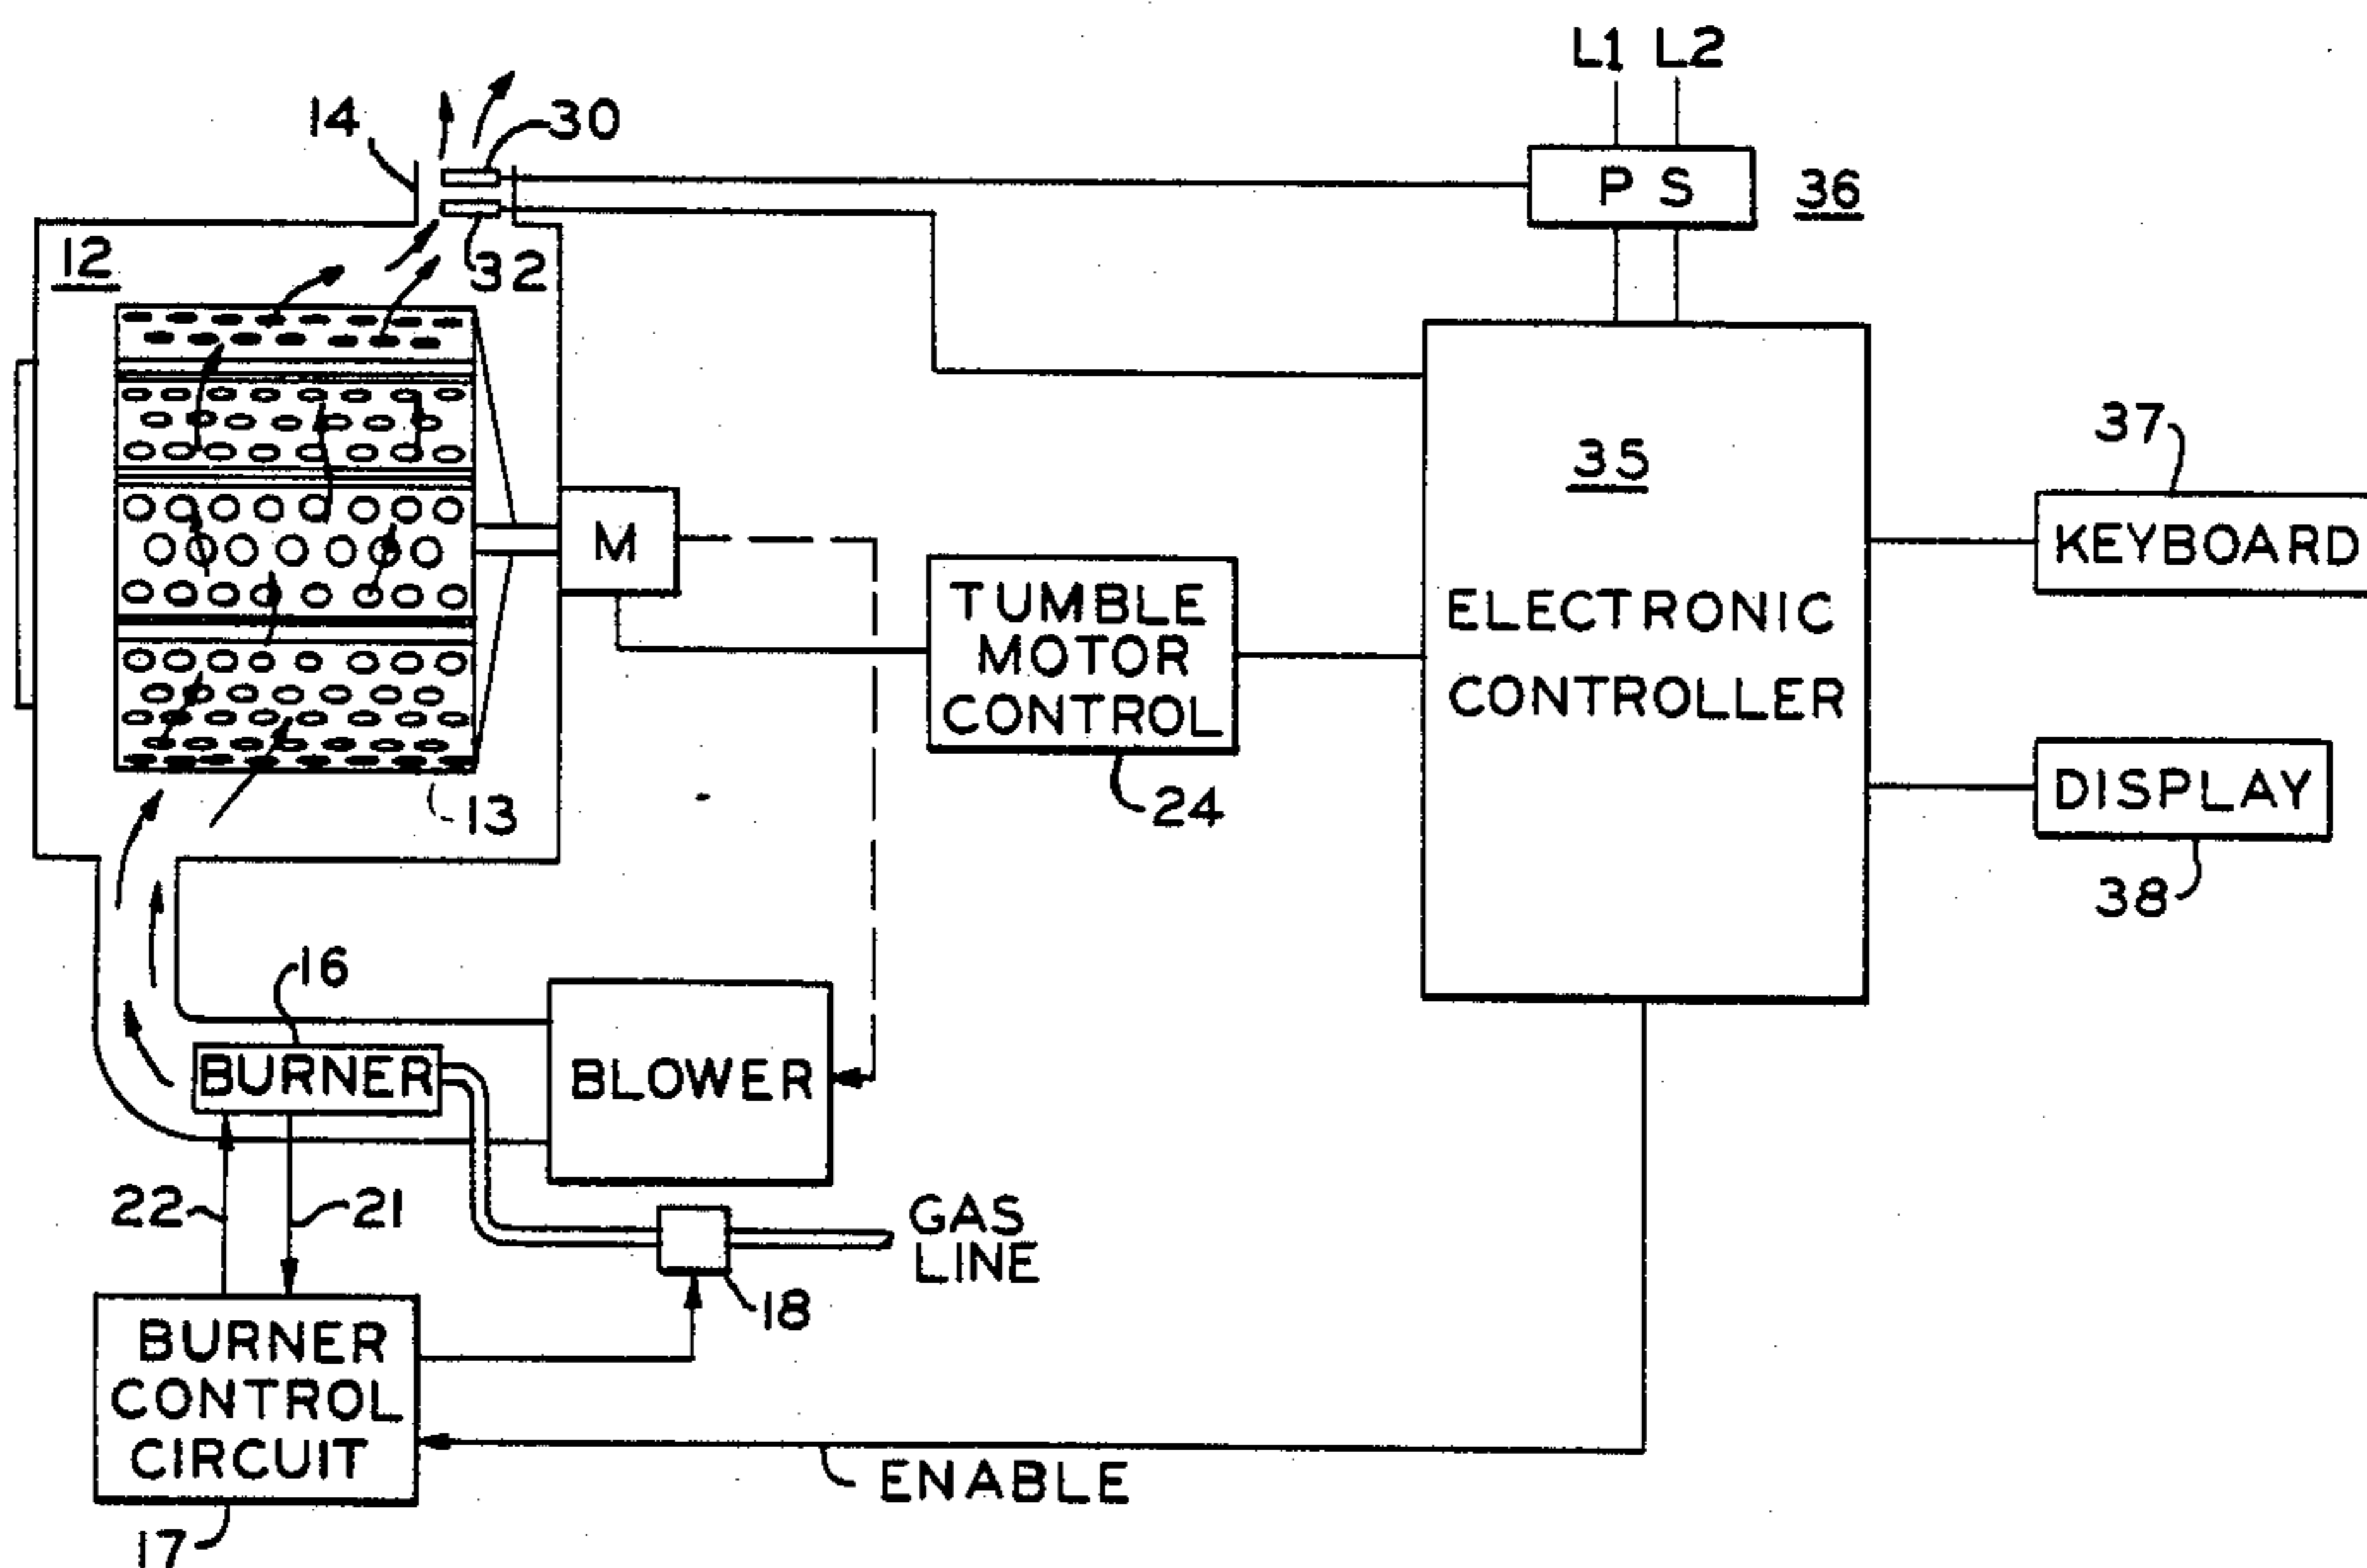 L1 L2
14
30
P S
36
12
32
37
35
KEYBOARD
M
TUMBLE
MOTOR
CONTROL
ELECTRONIC
CONTROLLER
24
13
DISPLAY
38
16
BURNER
BLOWER
22
21
GAS
LINE
18
BURNER
CONTROL
CIRCUIT
ENABLE
17